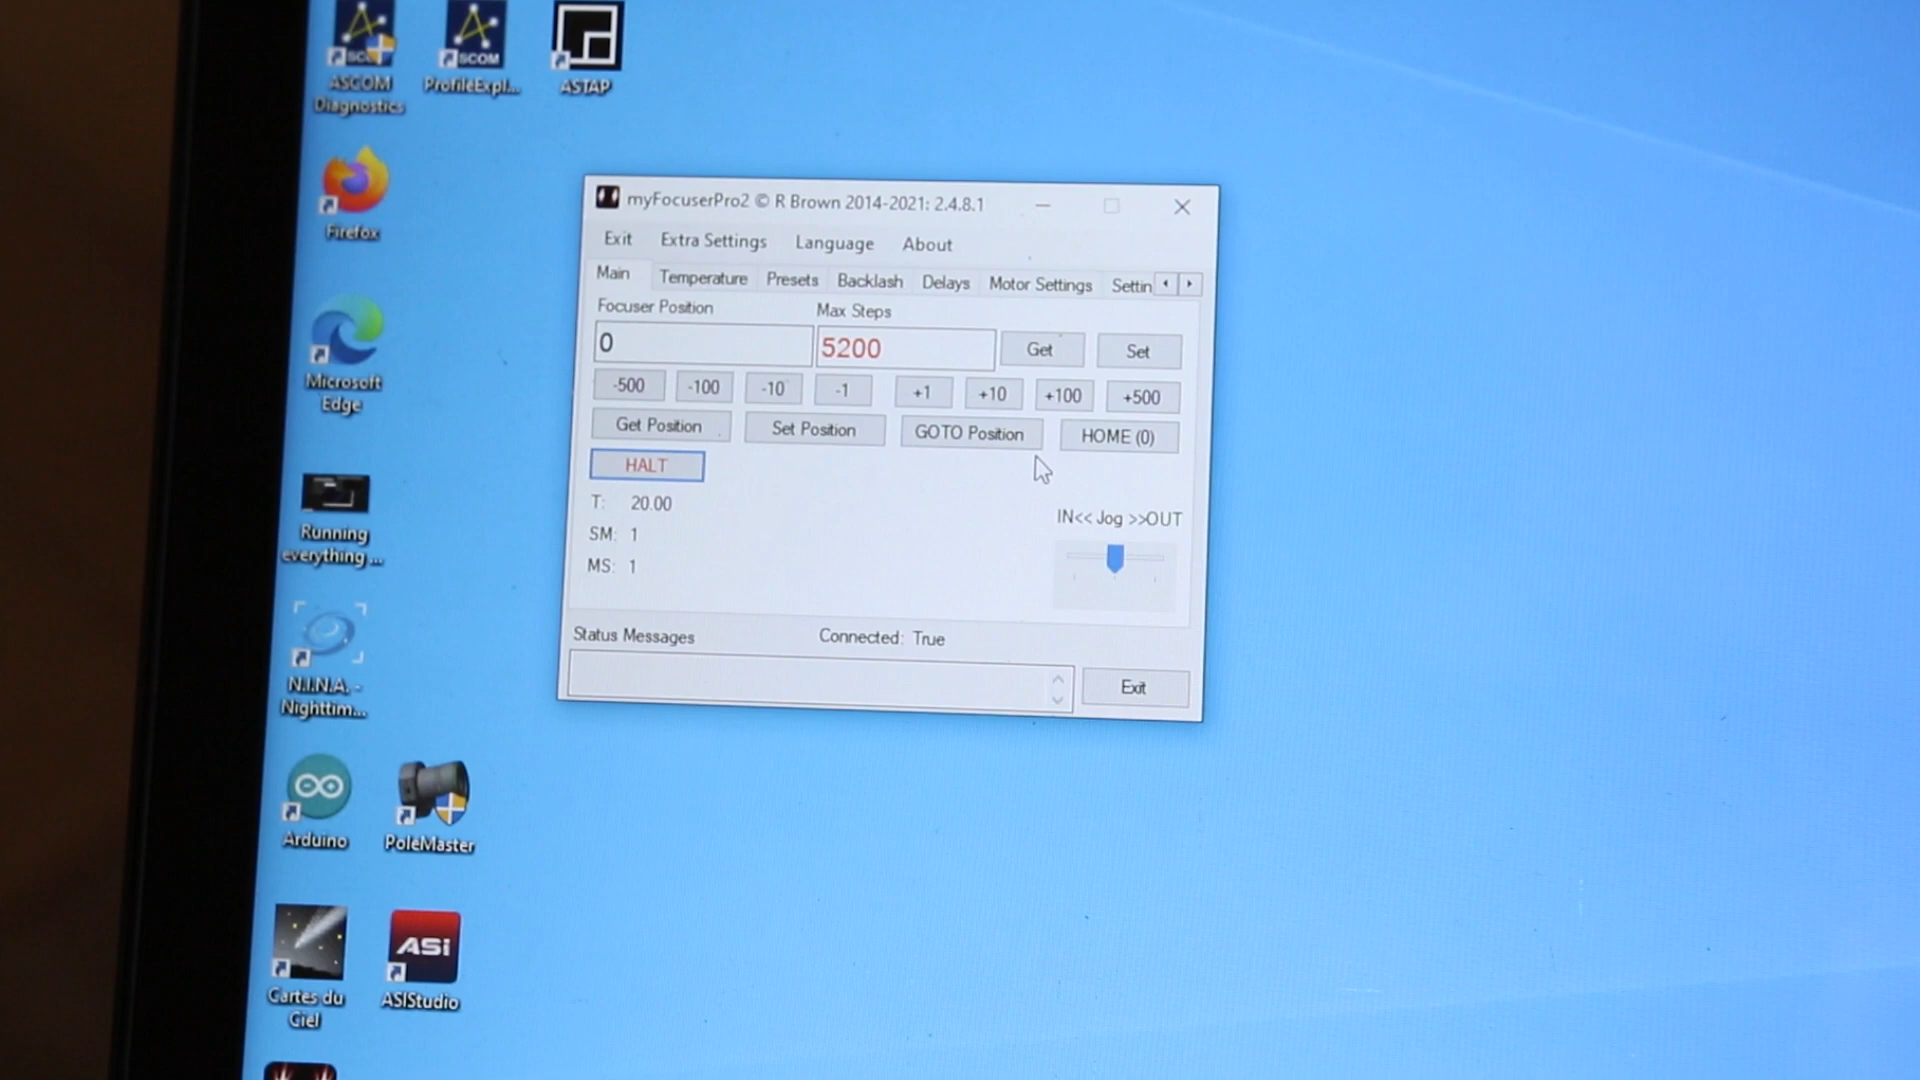 ASCOM
Diagnostics
SCOM
ProfileExpl...
ASTAP
Firefox
Microsoft
Edge
Running
everything ...
N.I.N.A. -
Nighttim...
Arduino
PoleMaster
Cartes du
Ciel
ASi
ASIStudio
myFocuserPro2 © R Brown 2014-2021: 2.4.8.1
Exit Extra Settings Language About
Main Temperature Presets Backlash Delays Motor Settings Settin
Focuser Position Max Steps
0 5200 Get Set
-500 -100 -10 -1 +1 +10 +100 +500
Get Position Set Position GOTO Position HOME (0)
HALT
T: 20.00
SM: 1
MS: 1
IN<< Jog >>OUT
Status Messages Connected: True
Exit